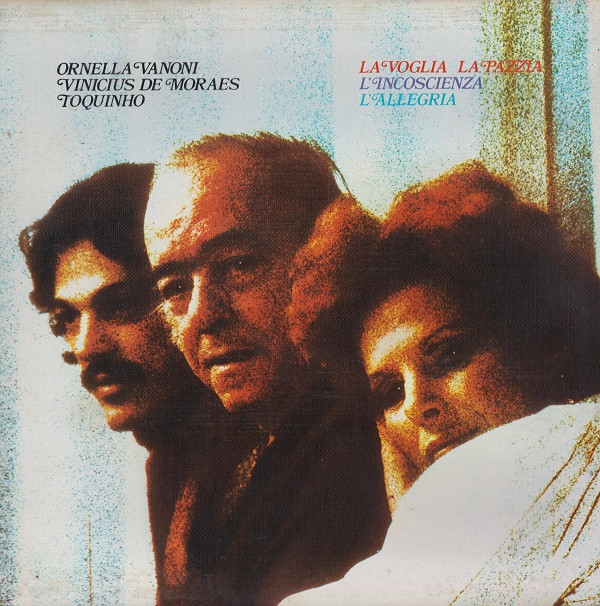 ORNELLA VANONI
VINICIUS DE MORAES
TOQUINHO
LA VOGLIA LA PAZZIA
L'INCOSCIENZA
L'ALLEGRIA